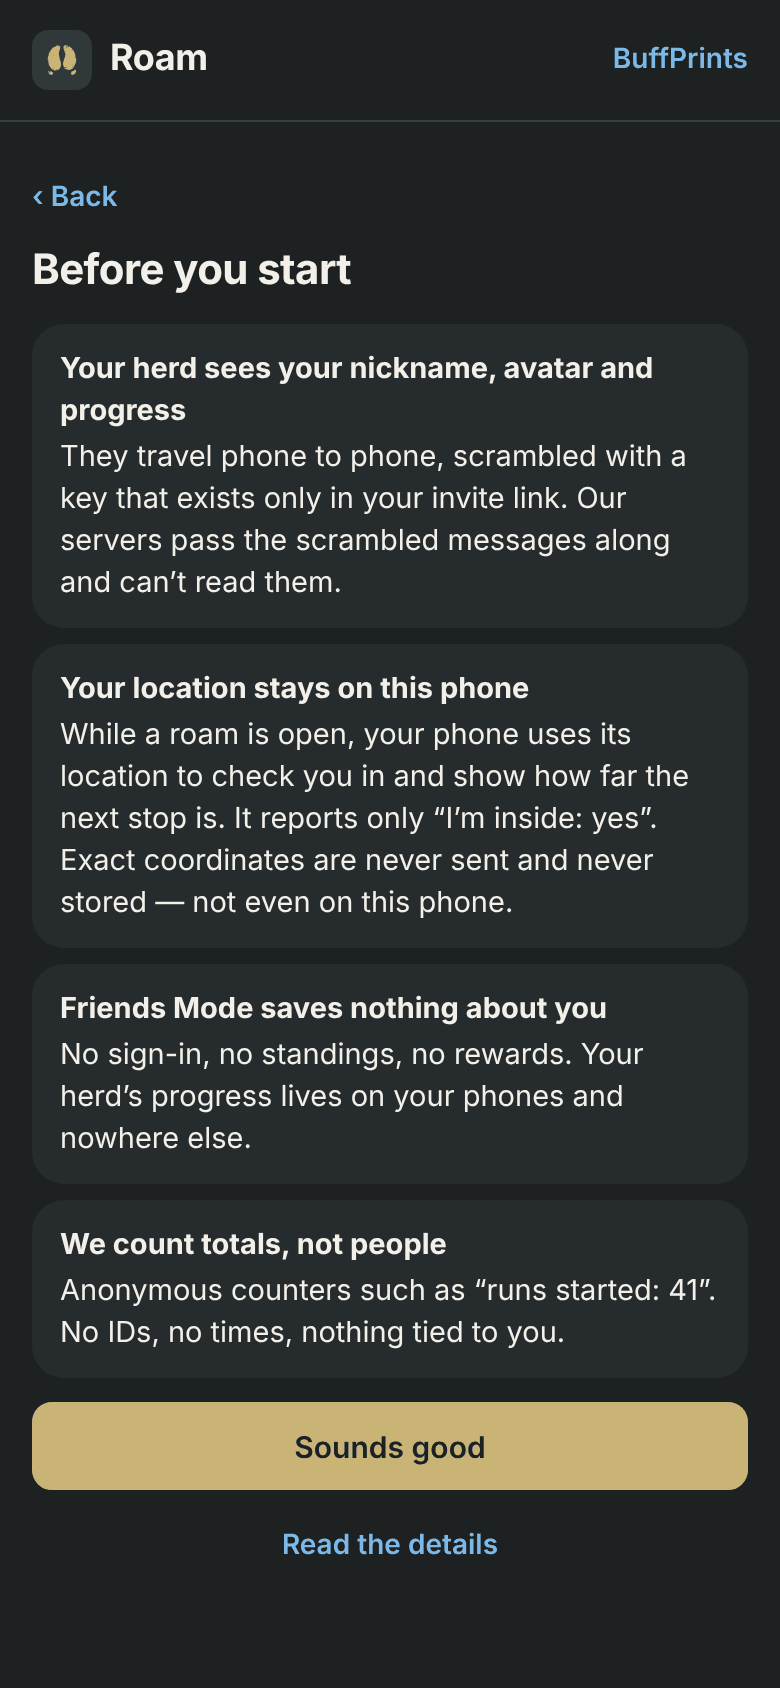 Roam
BuffPrints
‹ Back
Before you start
Your herd sees your nickname, avatar and
progress
They travel phone to phone, scrambled with a
key that exists only in your invite link. Our
servers pass the scrambled messages along
and can’t read them.
Your location stays on this phone
While a roam is open, your phone uses its
location to check you in and show how far the
next stop is. It reports only “I’m inside: yes”.
Exact coordinates are never sent and never
stored — not even on this phone.
Friends Mode saves nothing about you
No sign-in, no standings, no rewards. Your
herd’s progress lives on your phones and
nowhere else.
We count totals, not people
Anonymous counters such as “runs started: 41”.
No IDs, no times, nothing tied to you.
Sounds good
Read the details